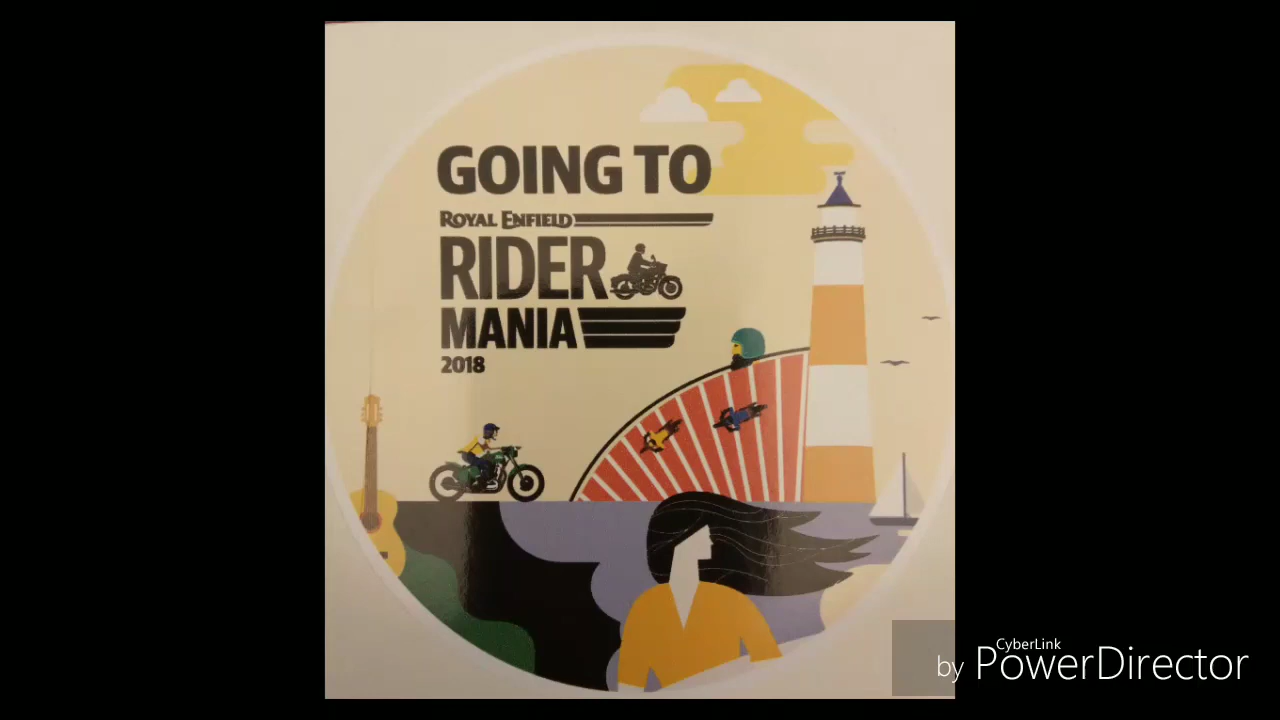 GOING TO
ROYAL ENFIELD
RIDER
MANIA
2018
CyberLink
by PowerDirector